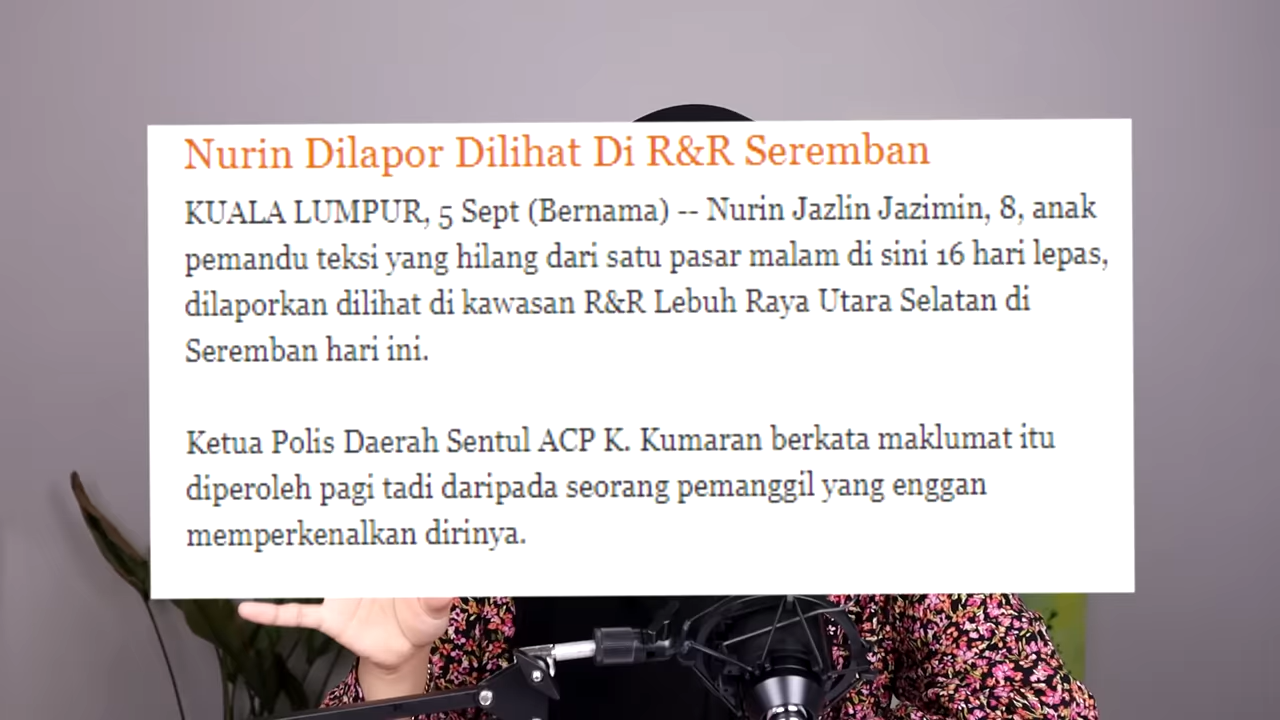 Nurin Dilapor Dilihat Di R&R Seremban
KUALA LUMPUR, 5 Sept (Bernama) -- Nurin Jazlin Jazimin, 8, anak
pemandu teksi yang hilang dari satu pasar malam di sini 16 hari lepas,
dilaporkan dilihat di kawasan R&R Lebuh Raya Utara Selatan di
Seremban hari ini.
Ketua Polis Daerah Sentul ACP K. Kumaran berkata maklumat itu
diperoleh pagi tadi daripada seorang pemanggil yang enggan
memperkenalkan dirinya.